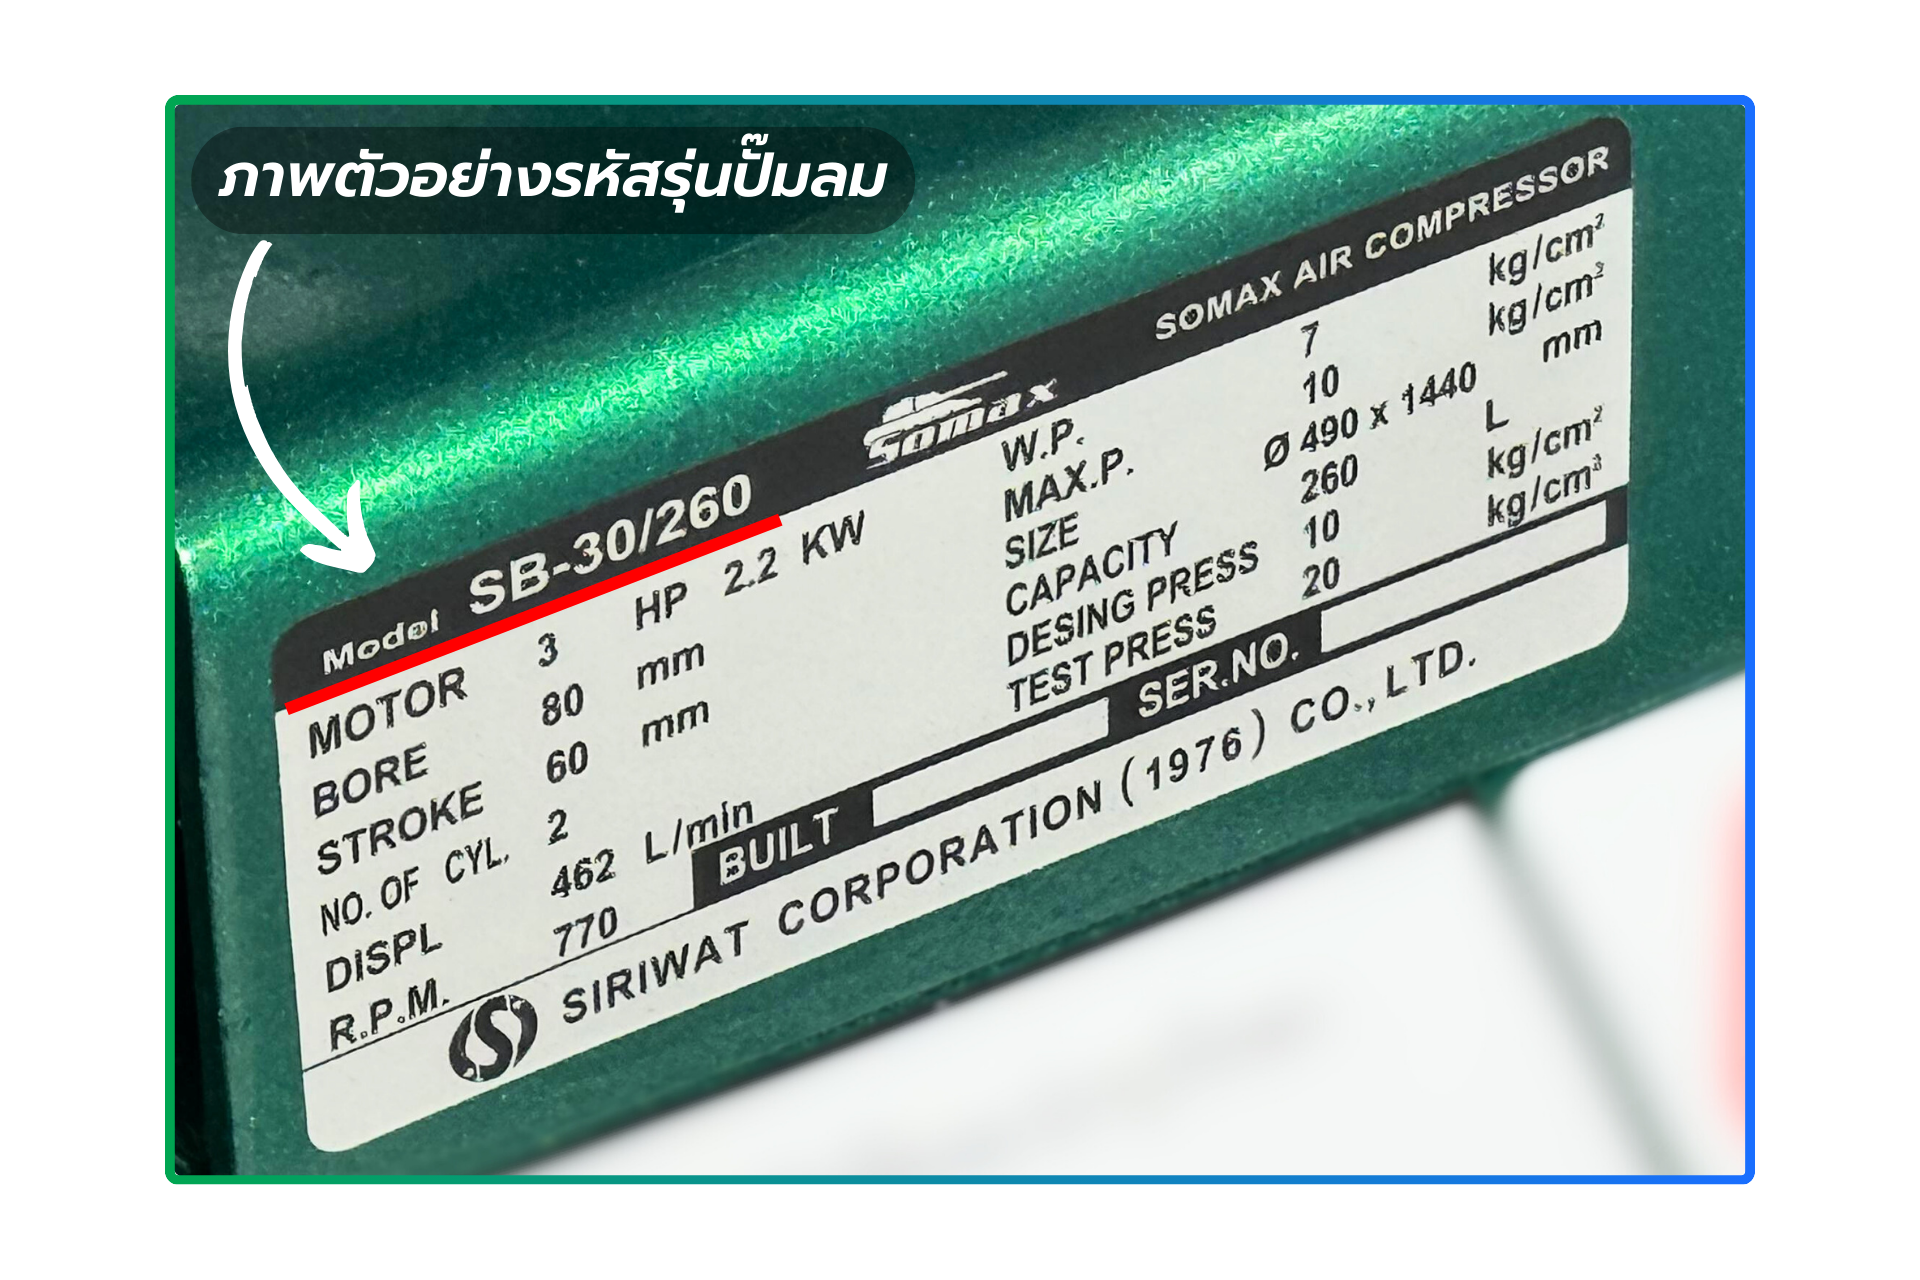 ภาพตัวอย่างรหัสรุ่นปั๊มลม
Model SB-30/260 Somax SOMAX AIR COMPRESSOR
MOTOR 3 HP 2.2 KW
BORE 80 mm
STROKE 60 mm
NO. OF CYL. 2
DISPL 462 L/min
R.P.M. 770
W.P. 7 kg/cm²
MAX.P. 10 kg/cm²
SIZE Ø 490 x 1440 mm
CAPACITY 260 L
DESING PRESS 10 kg/cm²
TEST PRESS 20 kg/cm²
BUILT SER.NO.
SIRIWAT CORPORATION (1976) CO.,LTD.